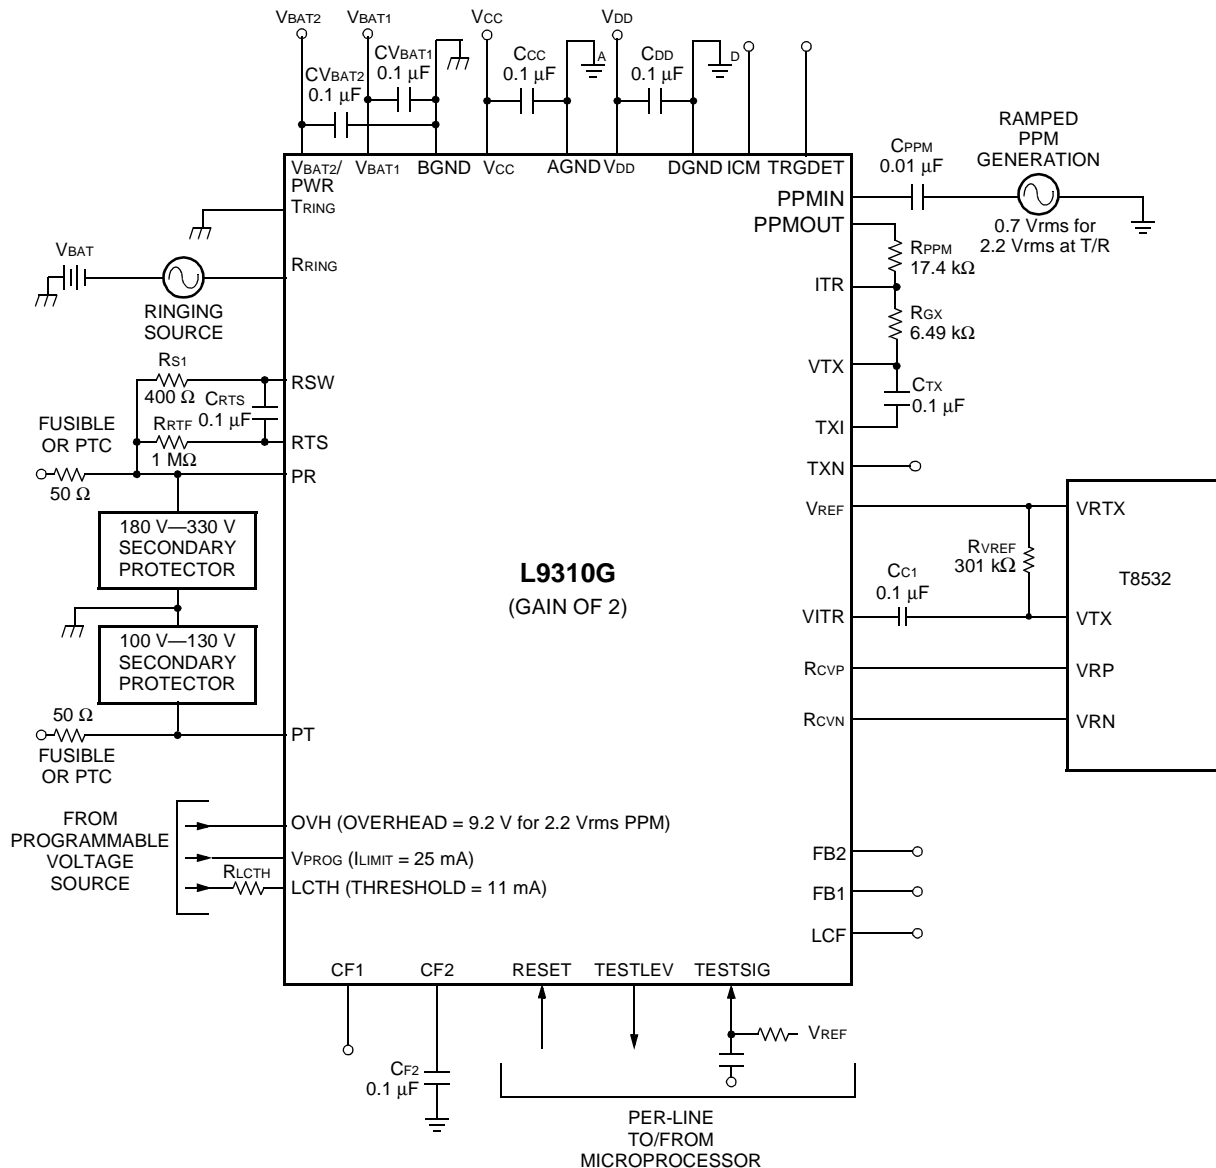 VBAT2
VBAT1
VCC
VDD
CVBAT2
0.1 µF
CVBAT1
0.1 µF
CCC
0.1 µF
A
CDD
0.1 µF
D
VBAT2/
PWR
VBAT1
BGND
VCC
AGND
VDD
DGND
ICM
TRGDET
RAMPED
PPM
GENERATION
CPPM
0.01 µF
0.7 Vrms for
2.2 Vrms at T/R
PPMIN
PPMOUT
RPPM
17.4 kΩ
ITR
RGX
6.49 kΩ
VTX
CTX
0.1 µF
TXI
TXN
VREF
RVREF
301 kΩ
CC1
0.1 µF
VITR
RCVP
RCVN
VRTX
T8532
VTX
VRP
VRN
FB2
FB1
LCF
TRING
VBAT
RRING
RINGING
SOURCE
RS1
400 Ω
RSW
CRTS
0.1 µF
RRTF
1 MΩ
RTS
FUSIBLE
OR PTC
50 Ω
PR
180 V—330 V
SECONDARY
PROTECTOR
100 V—130 V
SECONDARY
PROTECTOR
50 Ω
FUSIBLE
OR PTC
PT
L9310G
(GAIN OF 2)
FROM
PROGRAMMABLE
VOLTAGE
SOURCE
OVH (OVERHEAD = 9.2 V for 2.2 Vrms PPM)
VPROG (ILIMIT = 25 mA)
RLCTH
LCTH (THRESHOLD = 11 mA)
CF1
CF2
RESET
TESTLEV
TESTSIG
VREF
CF2
0.1 µF
PER-LINE
TO/FROM
MICROPROCESSOR